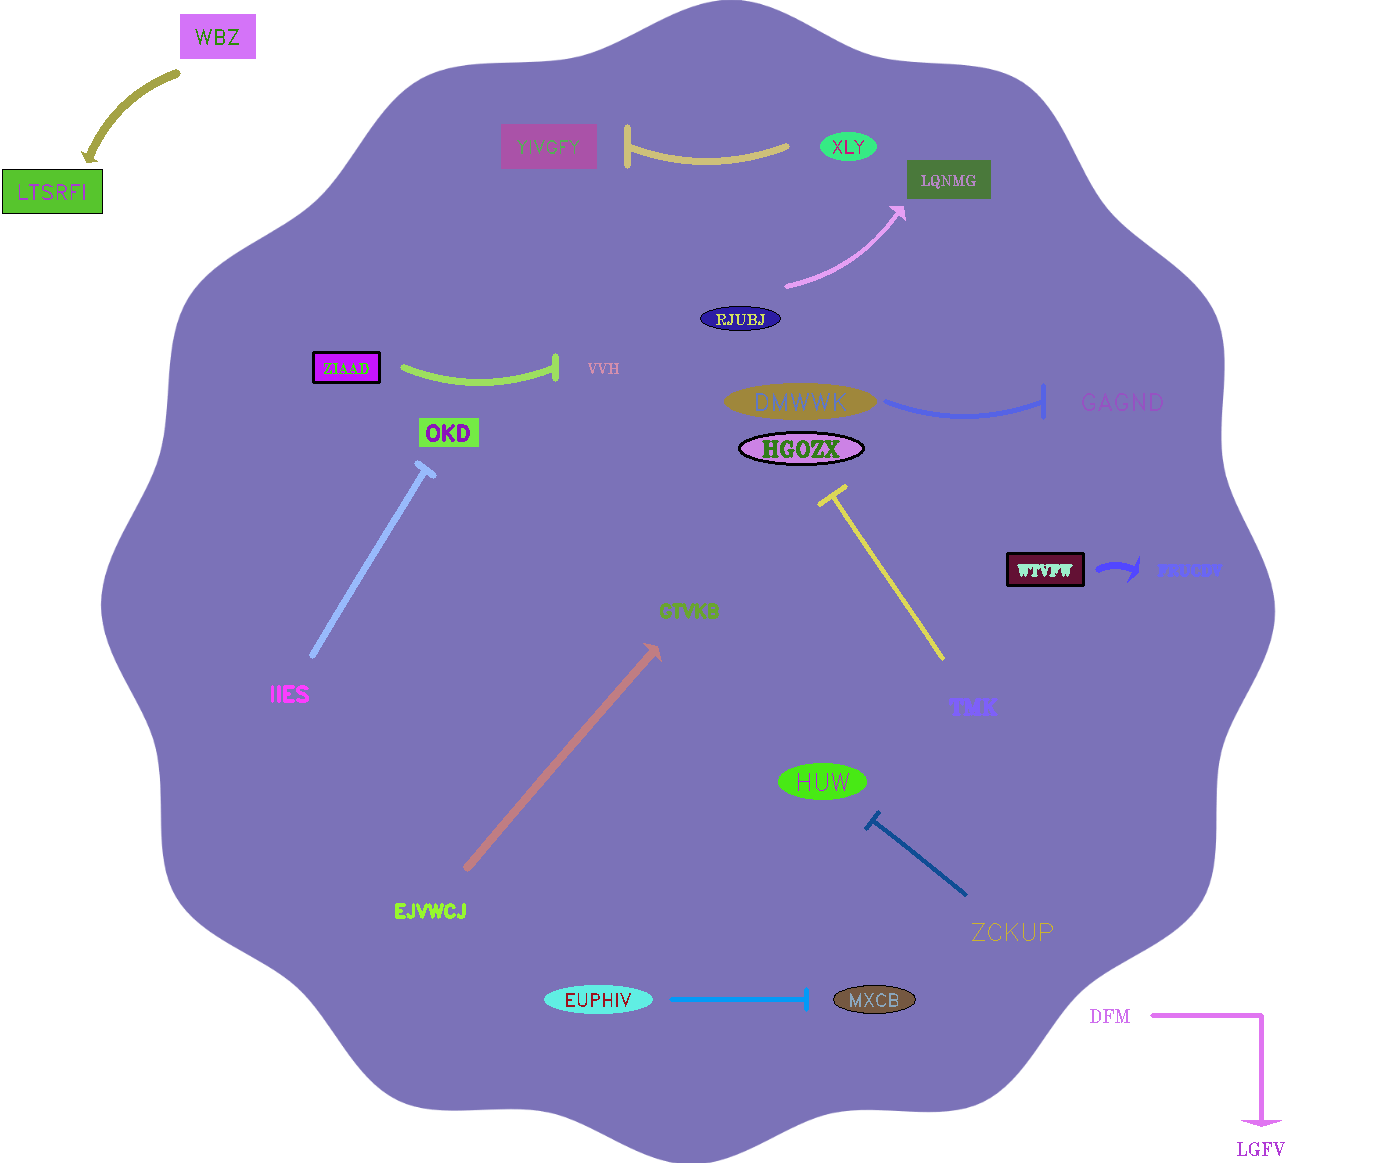 WBZ
YIVGFY
XLY
LQNMG
LTSRFI
RJUBJ
ZIAAD
VVH
DMWWK
GAGND
OKD
HGOZX
WTVFW
FRUCDV
GTVKB
IIES
TMK
HUW
EJVWCJ
ZCKUP
EUPHIV
MXCB
DFM
LGFV